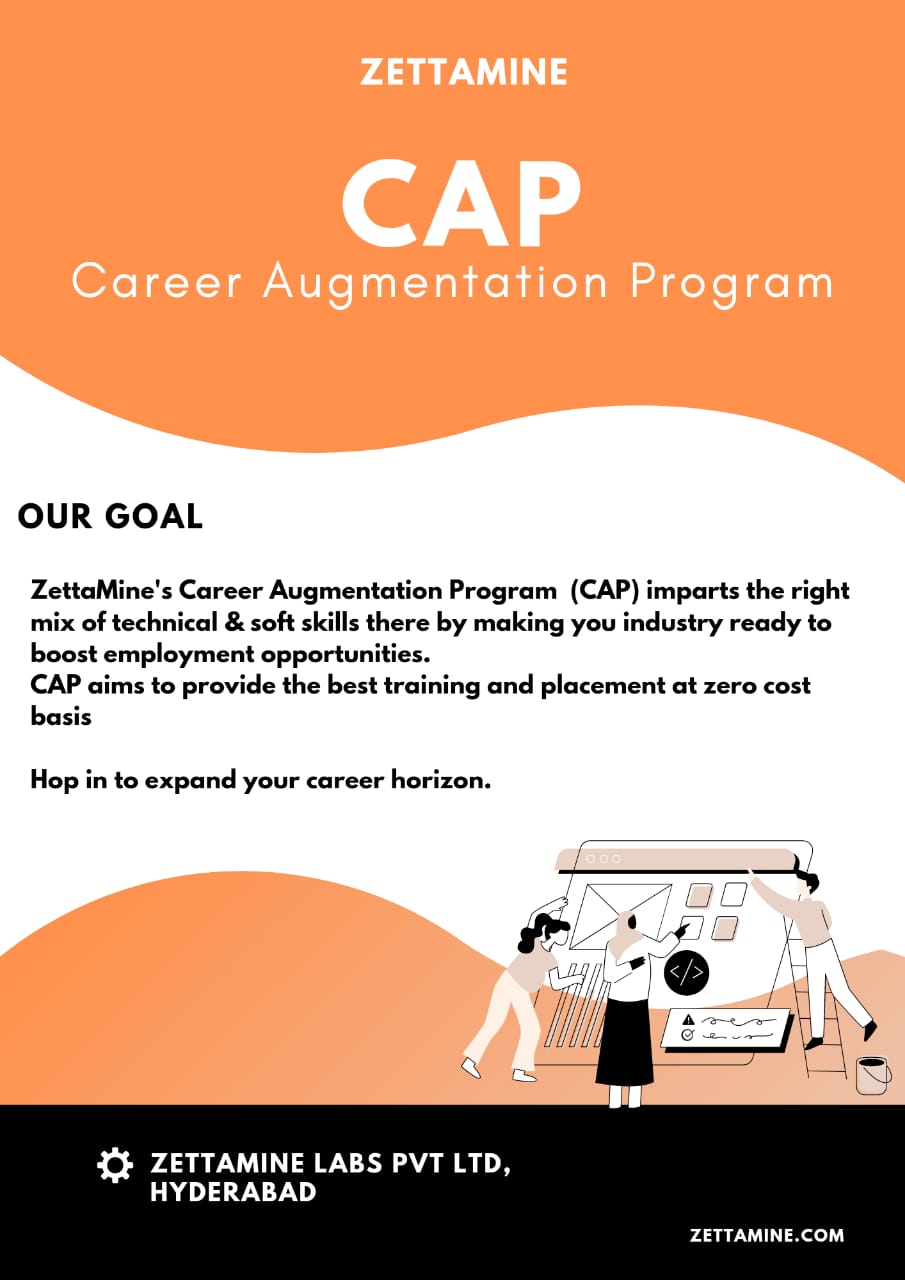 ZETTAMINE
CAP
Career Augmentation Program
OUR GOAL
ZettaMine's Career Augmentation Program (CAP) imparts the right
mix of technical & soft skills there by making you industry ready to
boost employment opportunities.
CAP aims to provide the best training and placement at zero cost
basis
Hop in to expand your career horizon.
</>
ZETTAMINE LABS PVT LTD,
HYDERABAD
ZETTAMINE.COM